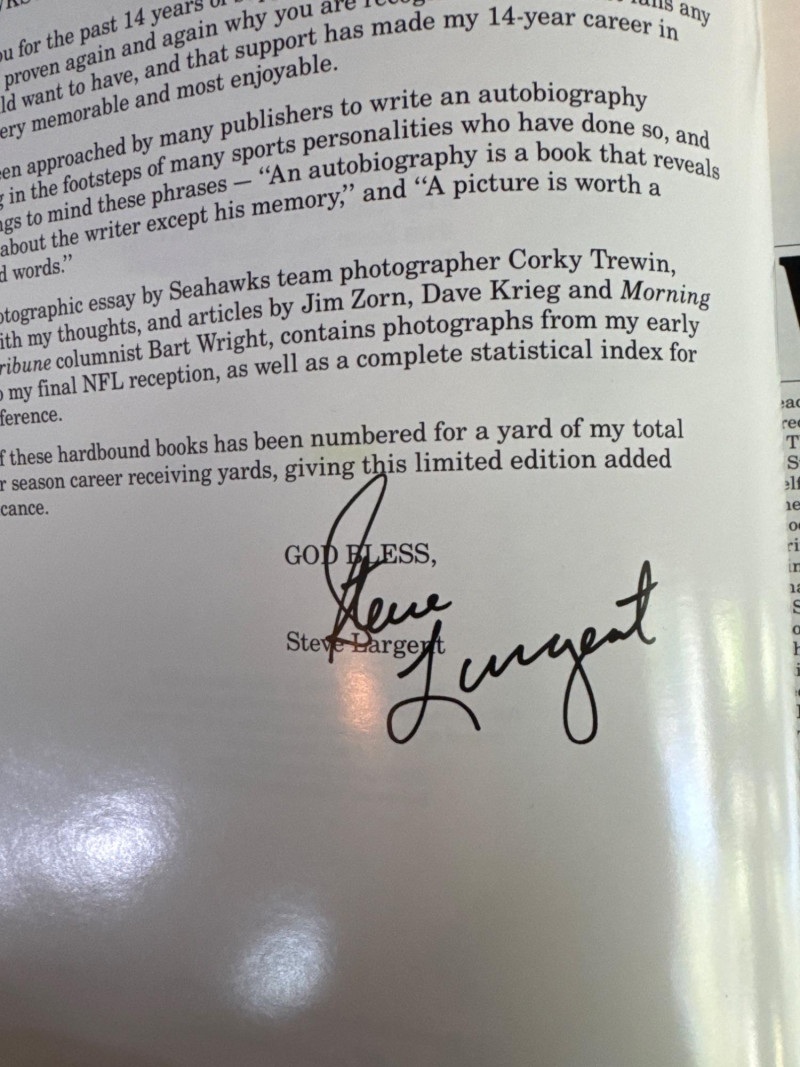 ou for the past 14 years
proven again and again why you are
ld want to have, and that support has made my 14-year career in
ery memorable and most enjoyable.
en approached by many publishers to write an autobiography
g in the footsteps of many sports personalities who have done so, and
ngs to mind these phrases — “An autobiography is a book that reveals
about the writer except his memory,” and “A picture is worth a
d words.”
otographic essay by Seahawks team photographer Corky Trewin,
ith my thoughts, and articles by Jim Zorn, Dave Krieg and Morning
ribune columnist Bart Wright, contains photographs from my early
o my final NFL reception, as well as a complete statistical index for
ference.
f these hardbound books has been numbered for a yard of my total
r season career receiving yards, giving this limited edition added
cance.
GOD BLESS,
Steve Largent
Steve Largent